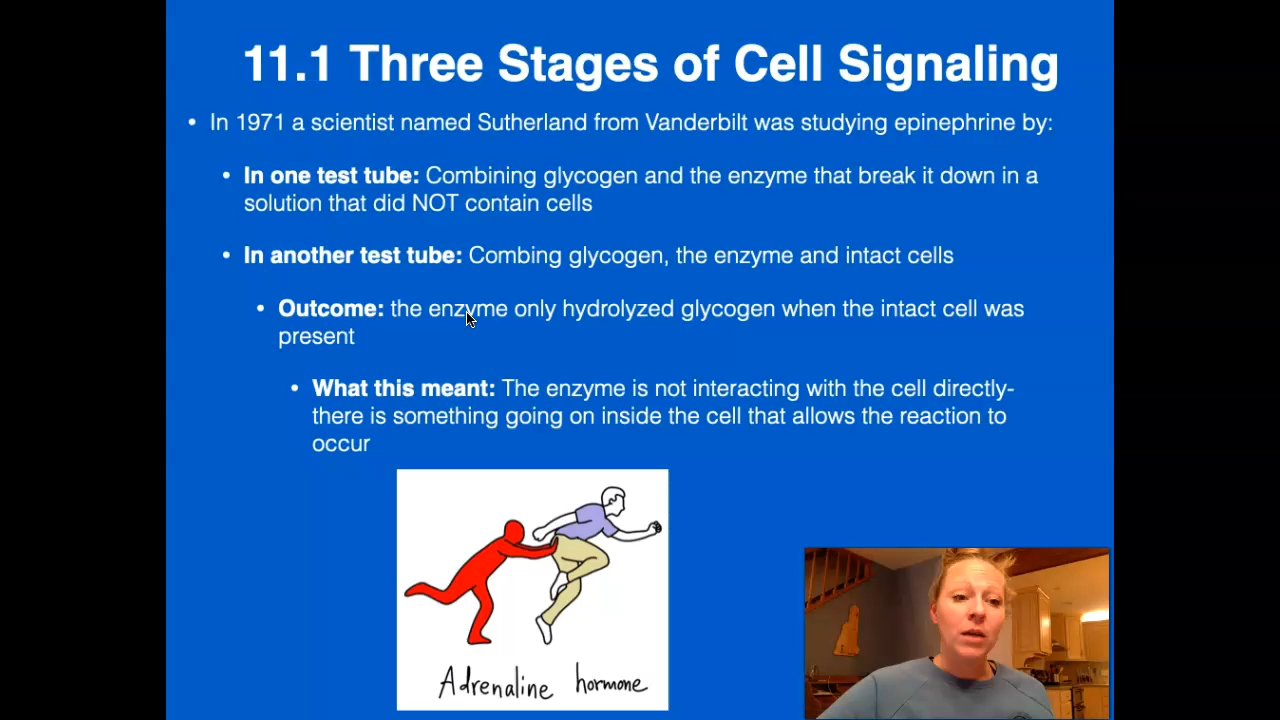 11.1 Three Stages of Cell Signaling
• In 1971 a scientist named Sutherland from Vanderbilt was studying epinephrine by:
• In one test tube: Combining glycogen and the enzyme that break it down in a
solution that did NOT contain cells
• In another test tube: Combing glycogen, the enzyme and intact cells
• Outcome: the enzyme only hydrolyzed glycogen when the intact cell was
present
• What this meant: The enzyme is not interacting with the cell directly-
there is something going on inside the cell that allows the reaction to
occur
Adrenaline hormone